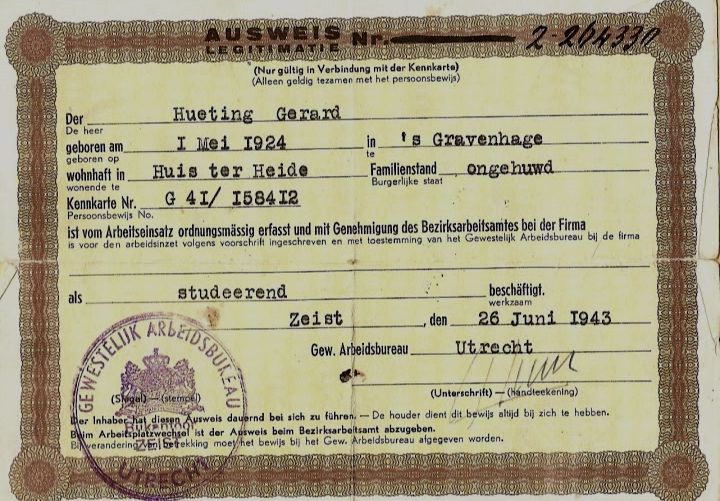 AUSWEIS
LEGITIMATIE Nr. 2-264330
(Nur gültig in Verbindung mit der Kennkarte)
(Alleen geldig tezamen met het persoonsbewijs)
Der Hueting Gerard
De heer
geboren am I Mei I924 in 's Gravenhage
geboren op te
wohnhaft in Huis ter Heide Familienstand ongehuwd
wonende te Burgerlijke staat
Kennkarte Nr. G 4I/ I584I2
Persoonsbewijs No.
ist vom Arbeitseinsatz ordnungsmässig erfasst und mit Genehmigung des Bezirksarbeitsamtes bei der Firma
is voor den arbeidsinzet volgens voorschrift ingeschreven en met toestemming van het Gewestelijk Arbeidsbureau bij de firma
als studeerend beschäftigt.
werkzaam
Zeist , den 26 Juni I943
Gew. Arbeidsbureau Utrecht
(Siegel) — (stempel) (Unterschrift) — (handteekening)
GEWESTELIJK ARBEIDSBUREAU
UTRECHT
Bijkantoor
Zeist
Der Inhaber hat diesen Ausweis dauernd bei sich zu führen. — De houder dient dit bewijs altijd bij zich te hebben.
Beim Arbeitsplatzwechsel ist der Ausweis beim Bezirksarbeitsamt abzugeben.
Bij verandering van betrekking moet het bewijs bij het Gew. Arbeidsbureau afgegeven worden.